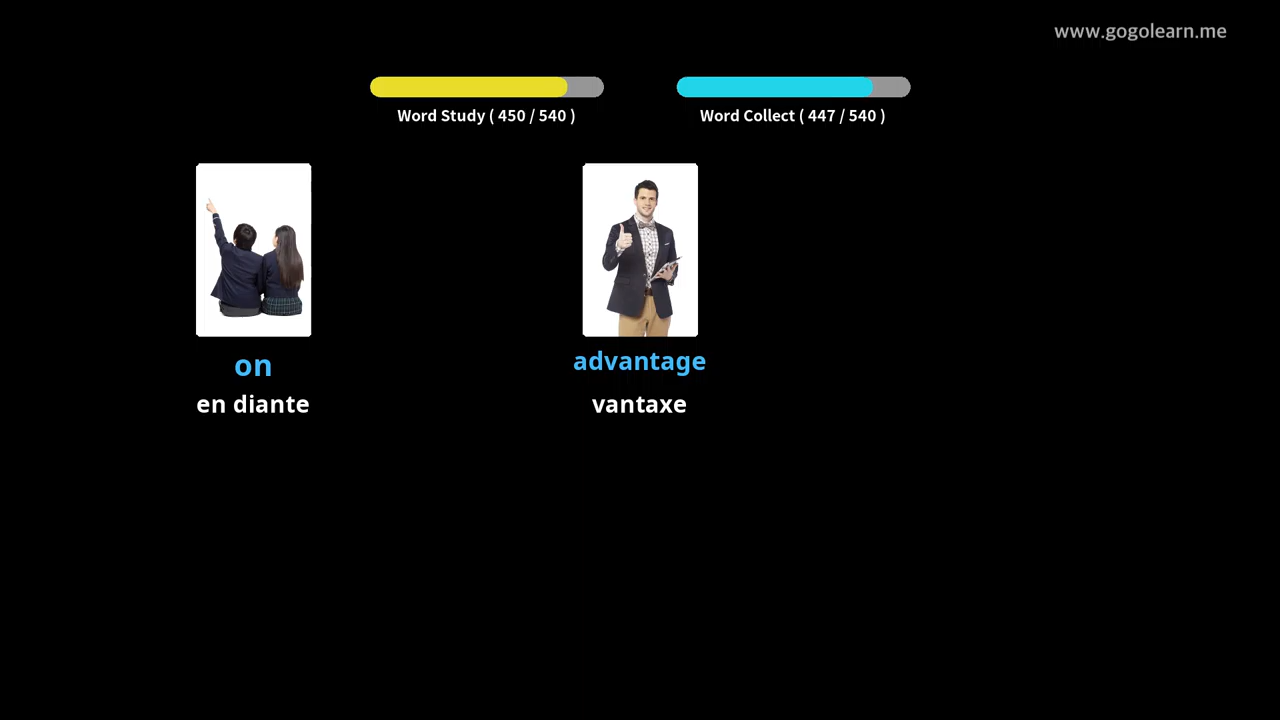 www.gogolearn.me
Word Study ( 450 / 540 )
Word Collect ( 447 / 540 )
on
en diante
advantage
vantaxe